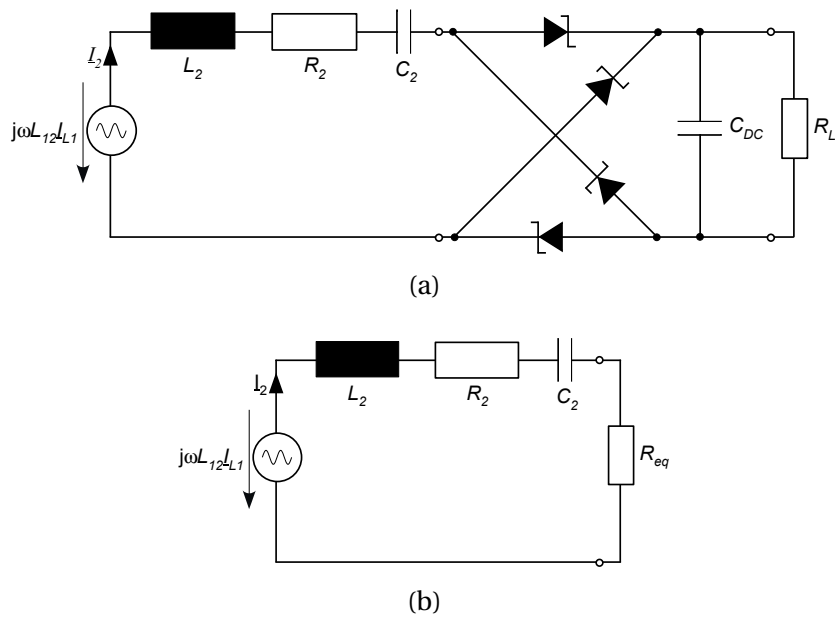 I2
L2
R2
C2
jωL12IL1
CDC
RL
(a)
I2
L2
R2
C2
jωL12IL1
Req
(b)